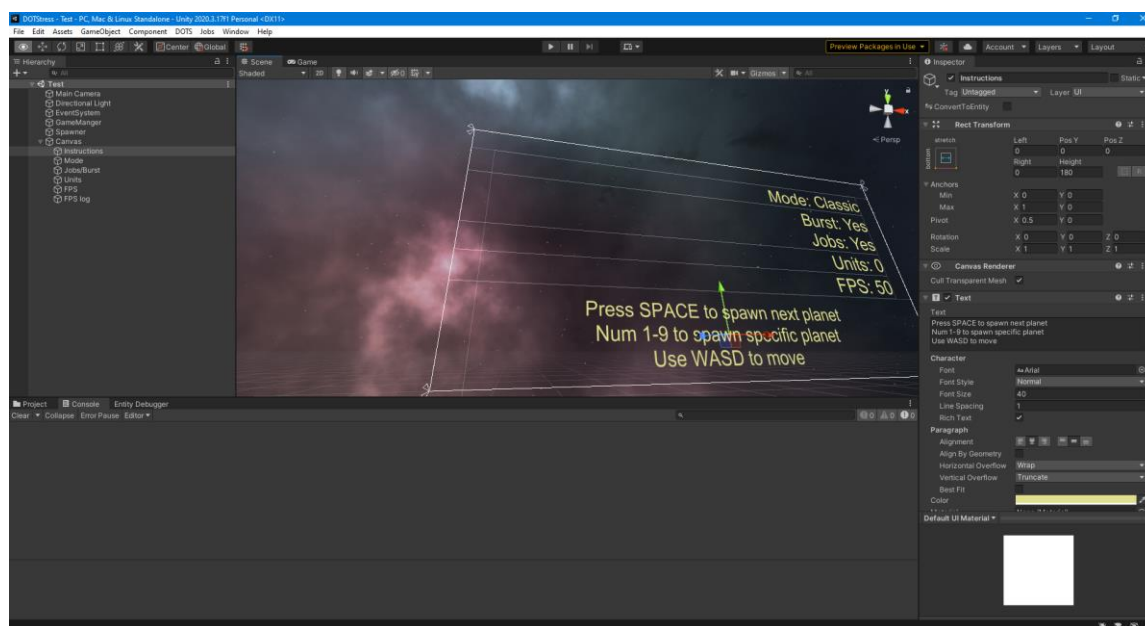 DOTStress - Test - PC, Mac & Linux Standalone - Unity 2020.3.17f1 Personal <DX11>
File Edit Assets GameObject Component DOTS Jobs Window Help
Center Global
Preview Packages in Use
Account Layers Layout
Hierarchy
All
Test
Main Camera
Directional Light
EventSystem
GameManger
Spawner
Canvas
Instructions
Mode
Jobs/Burst
Units
FPS
FPS log
Scene Game
Shaded 2D 0 Gizmos All
y
x
Persp
Mode: Classic
Burst: Yes
Jobs: Yes
Units: 0
FPS: 50
Press SPACE to spawn next planet
Num 1-9 to spawn specific planet
Use WASD to move
Project Console Entity Debugger
Clear Collapse Error Pause Editor
0 0 0
Inspector
Instructions Static
Tag Untagged Layer UI
ConvertToEntity
Rect Transform
stretch Left Pos Y Pos Z
bottom 0 0 0
Right Height
0 180
Anchors
Min X 0 Y 0
Max X 1 Y 0
Pivot X 0.5 Y 0
Rotation X 0 Y 0 Z 0
Scale X 1 Y 1 Z 1
Canvas Renderer
Cull Transparent Mesh
Text
Text
Press SPACE to spawn next planet
Num 1-9 to spawn specific planet
Use WASD to move
Character
Font Arial
Font Style Normal
Font Size 40
Line Spacing 1
Rich Text
Paragraph
Alignment
Align By Geometry
Horizontal Overflow Wrap
Vertical Overflow Truncate
Best Fit
Color
Default UI Material